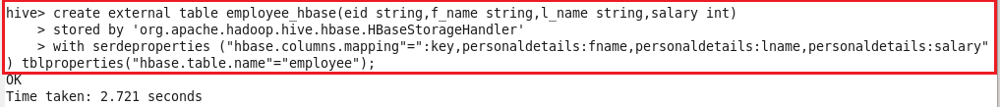 hive> create external table employee_hbase(eid string,f_name string,l_name string,salary int)
    > stored by 'org.apache.hadoop.hive.hbase.HBaseStorageHandler'
    > with serdeproperties ("hbase.columns.mapping"=":key,personaldetails:fname,personaldetails:lname,personaldetails:salary"
) tblproperties("hbase.table.name"="employee");
OK
Time taken: 2.721 seconds